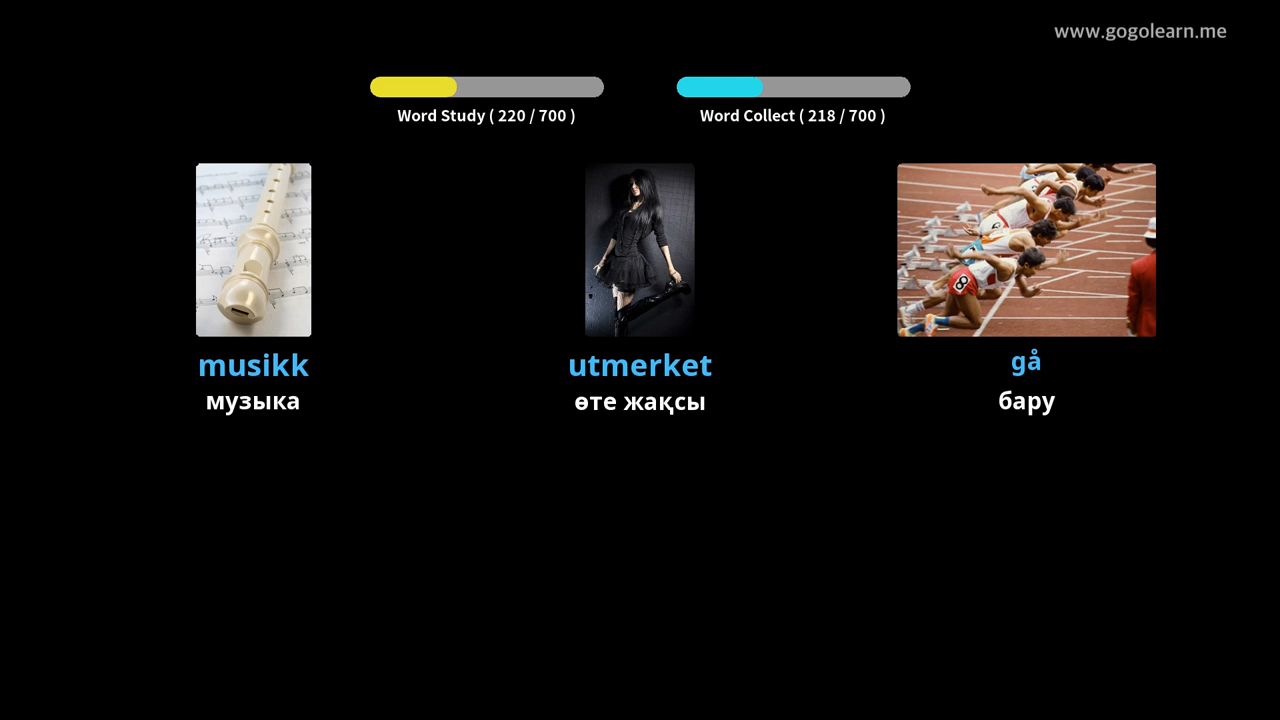 www.gogolearn.me
Word Study ( 220 / 700 )
Word Collect ( 218 / 700 )
musikk
музыка
utmerket
өте жақсы
gå
бару